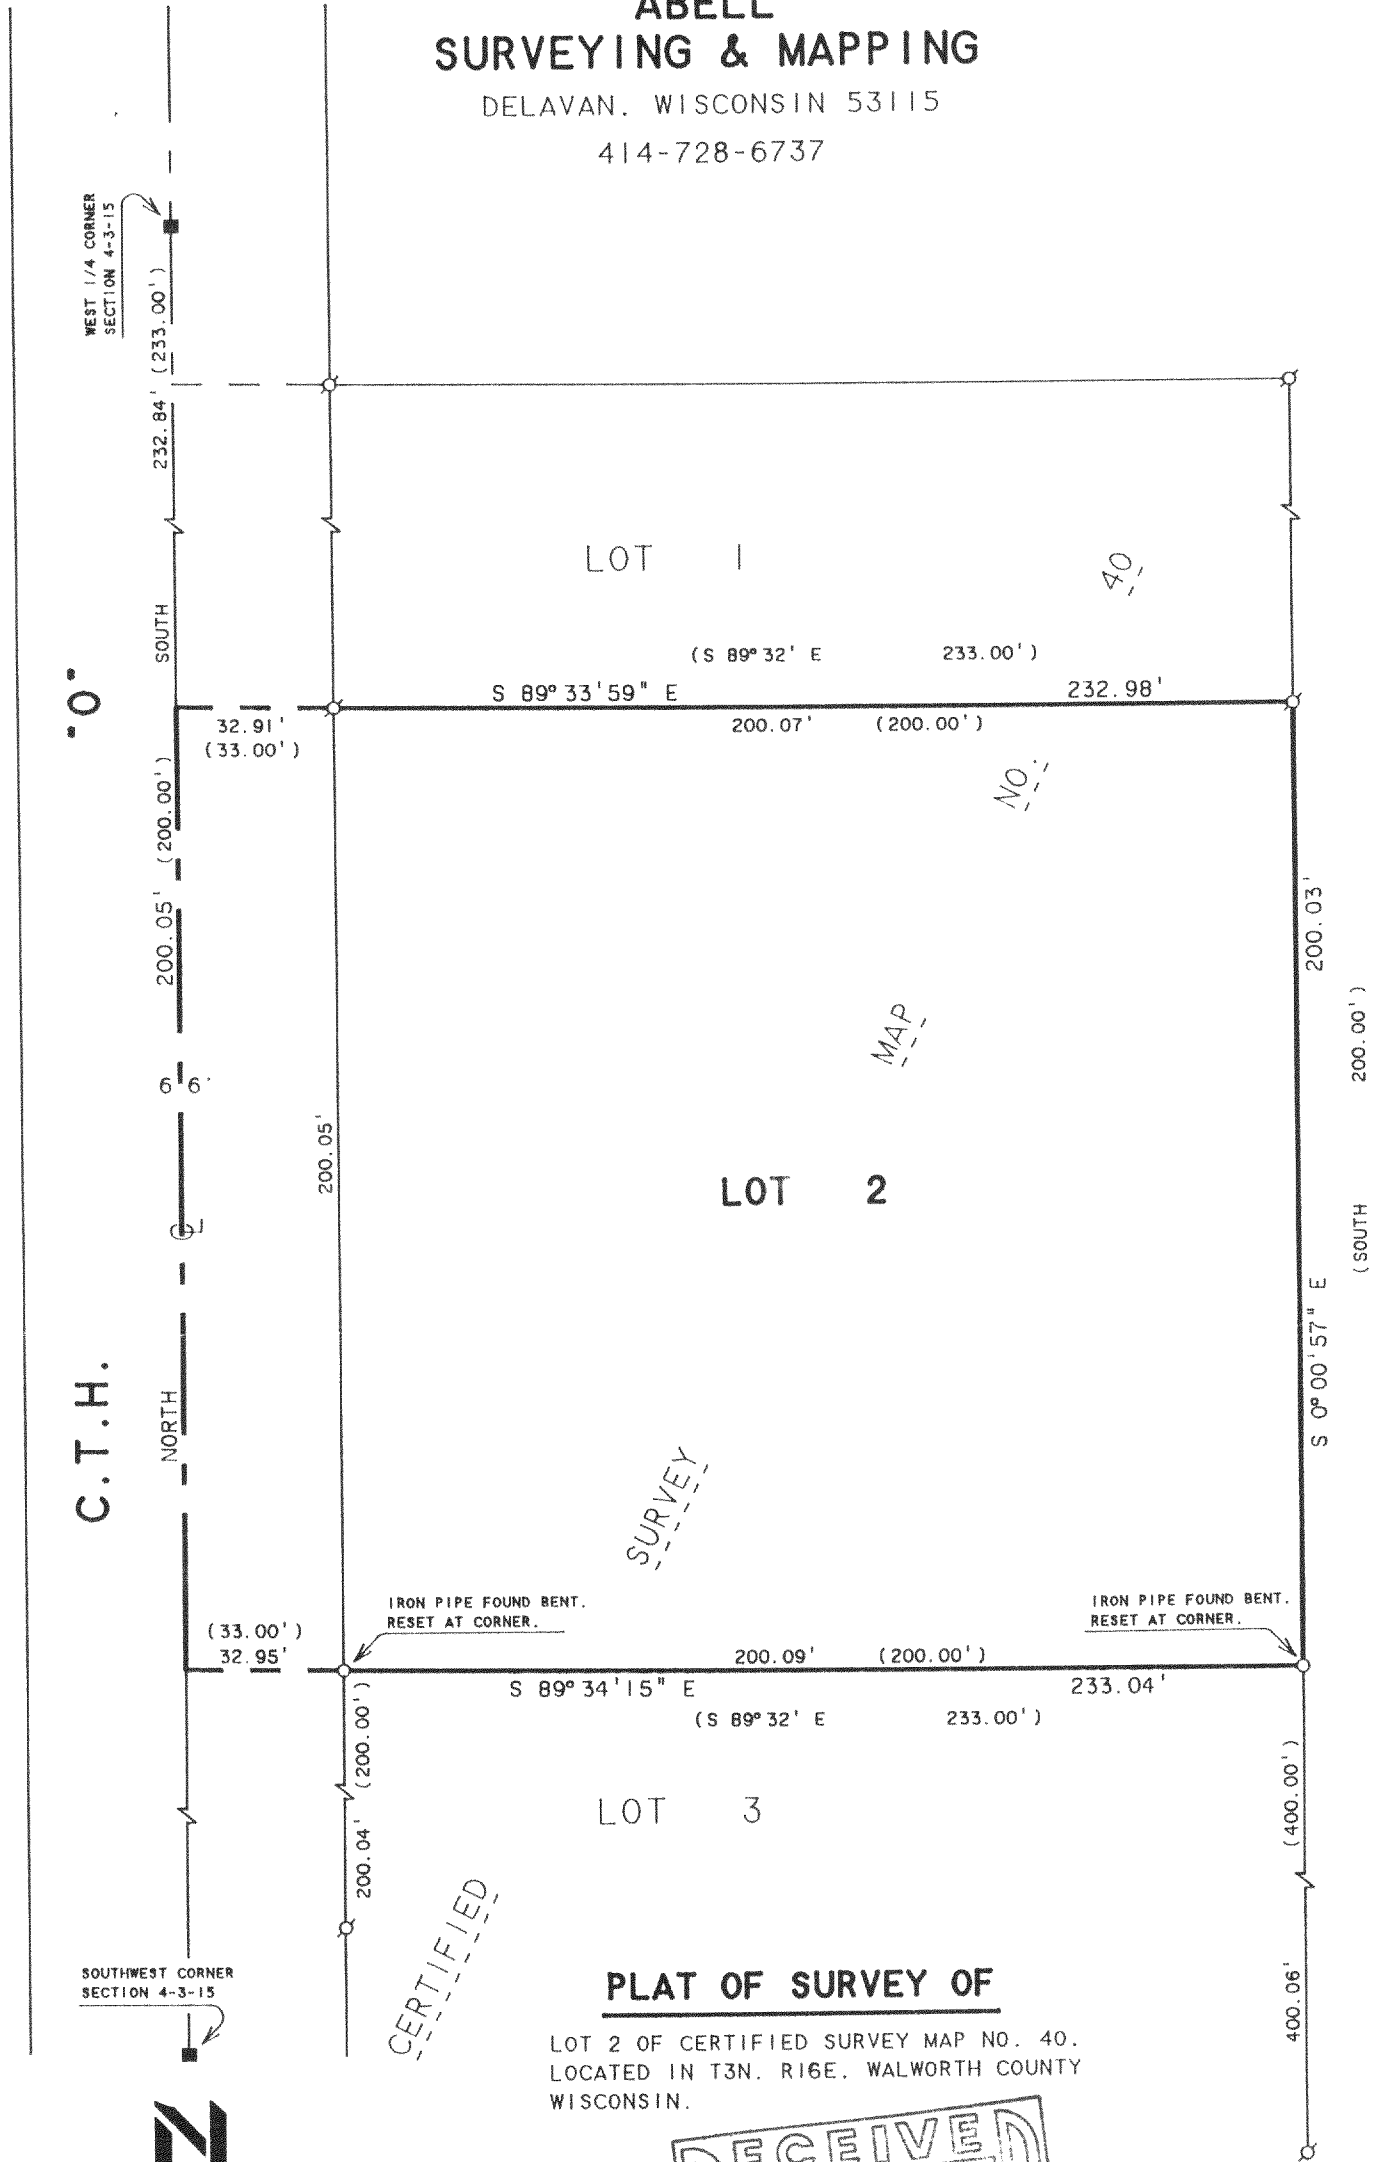 ABELL
SURVEYING & MAPPING
DELAVAN. WISCONSIN 53115
414-728-6737
WEST 1/4 CORNER
SECTION 4-3-15
232.84' (233.00')
SOUTH
LOT 1
40
(S 89°32' E 233.00')
S 89°33'59" E 232.98'
32.91'
(33.00')
200.07' (200.00')
"O"
NO.
200.05' (200.00')
200.03'
(SOUTH 200.00')
MAP
66'
200.05'
LOT 2
CL
S 0°00'57" E
C.T.H.
NORTH
SURVEY
IRON PIPE FOUND BENT.
RESET AT CORNER.
IRON PIPE FOUND BENT.
RESET AT CORNER.
(33.00')
32.95'
200.09' (200.00')
S 89°34'15" E 233.04'
(S 89°32' E 233.00')
200.04' (200.00')
400.06' (400.00')
LOT 3
CERTIFIED
SOUTHWEST CORNER
SECTION 4-3-15
PLAT OF SURVEY OF
LOT 2 OF CERTIFIED SURVEY MAP NO. 40.
LOCATED IN T3N. R16E. WALWORTH COUNTY
WISCONSIN.
N